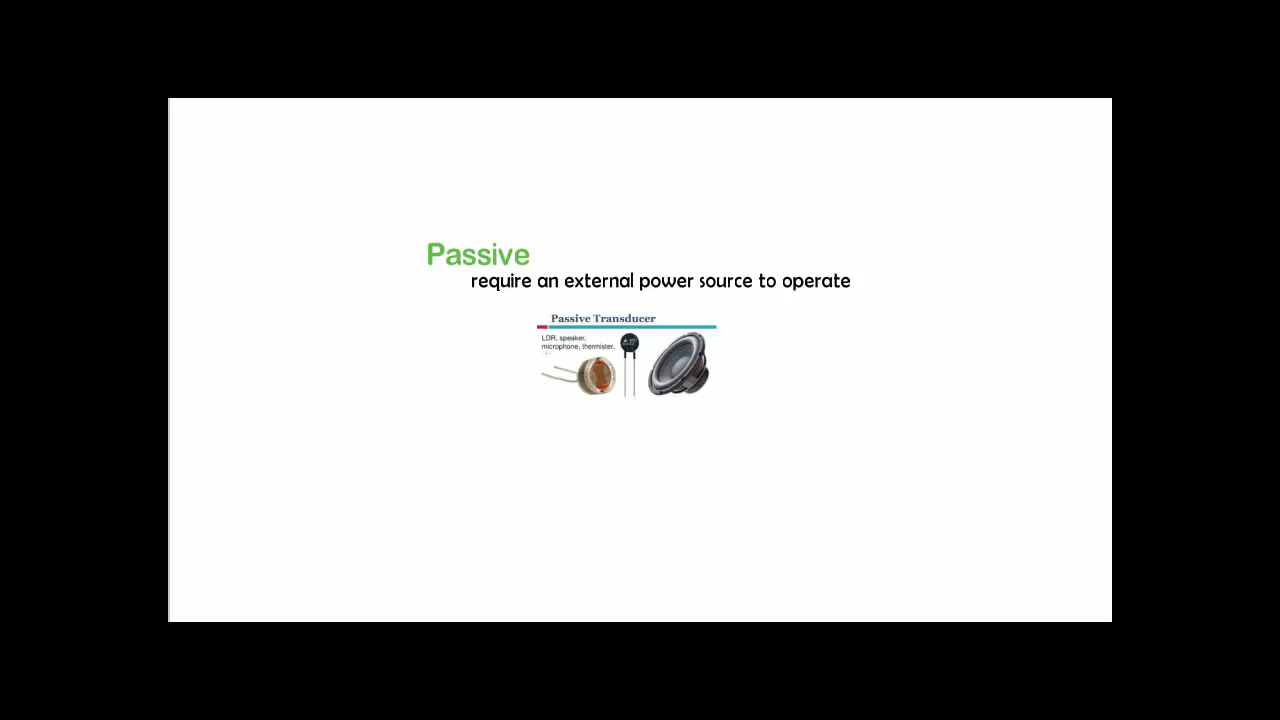 Passive
require an external power source to operate
Passive Transducer
LDR, speaker,
microphone, thermister,